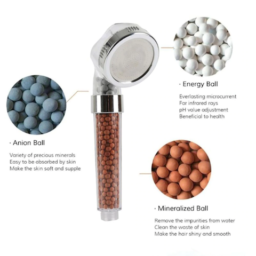 · Energy Ball
Everlasting microcurrent
Far infrared rays
pH value adjustment
Beneficial to health
· Anion Ball
Variety of precious minerals
Easy to be absorbed by skin
Make the skin soft and supple
· Mineralized Ball
Remove the impurities from water
Clean the waste of skin
Make the hair shiny and smooth